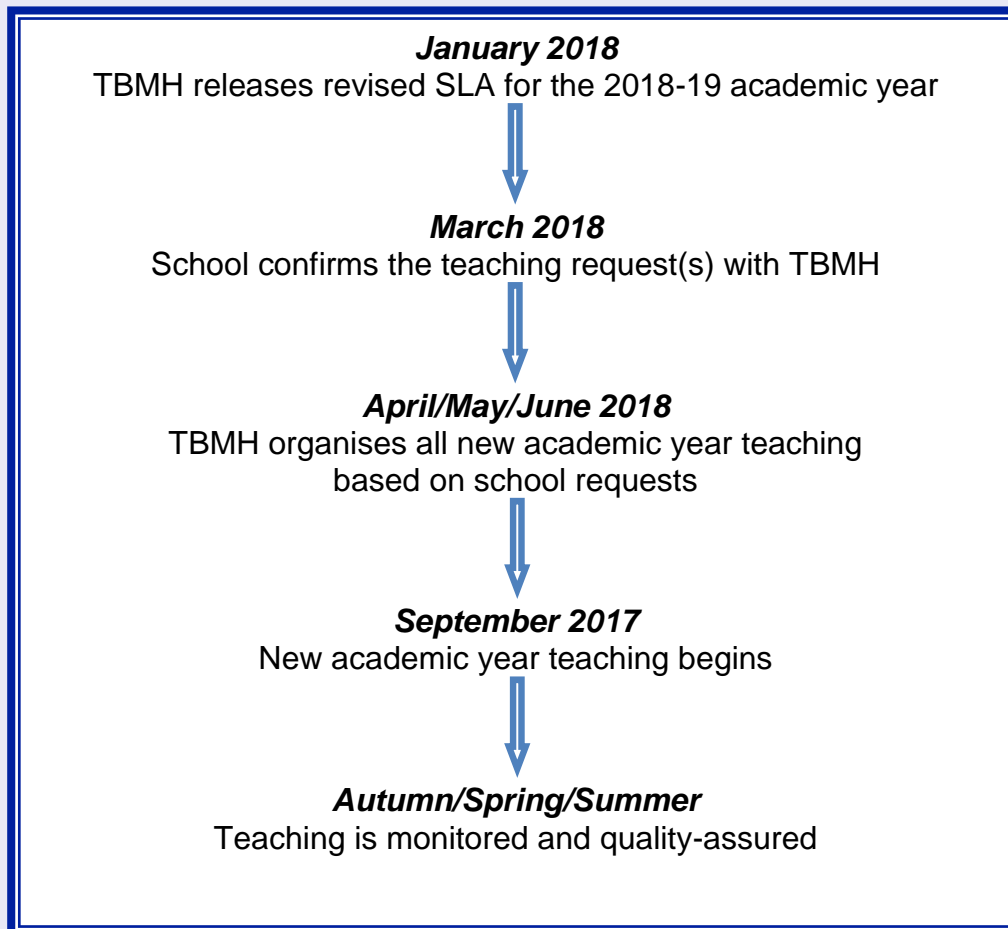 January 2018
TBMH releases revised SLA for the 2018-19 academic year
March 2018
School confirms the teaching request(s) with TBMH
April/May/June 2018
TBMH organises all new academic year teaching
based on school requests
September 2017
New academic year teaching begins
Autumn/Spring/Summer
Teaching is monitored and quality-assured